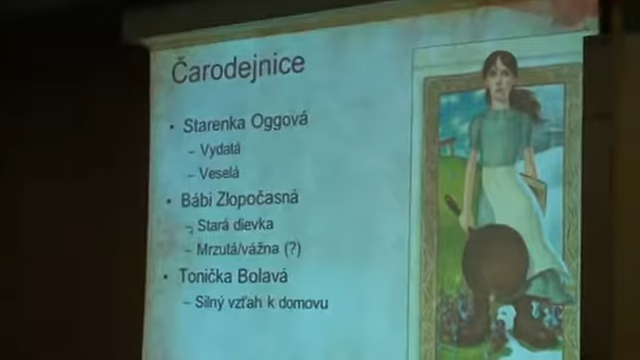 Čarodejnice
• Starenka Oggová
– Vydatá
– Veselá
• Bábi Zlopočasná
– Stará dievka
– Mrzutá/vážna (?)
• Tonička Bolavá
– Silný vzťah k domovu